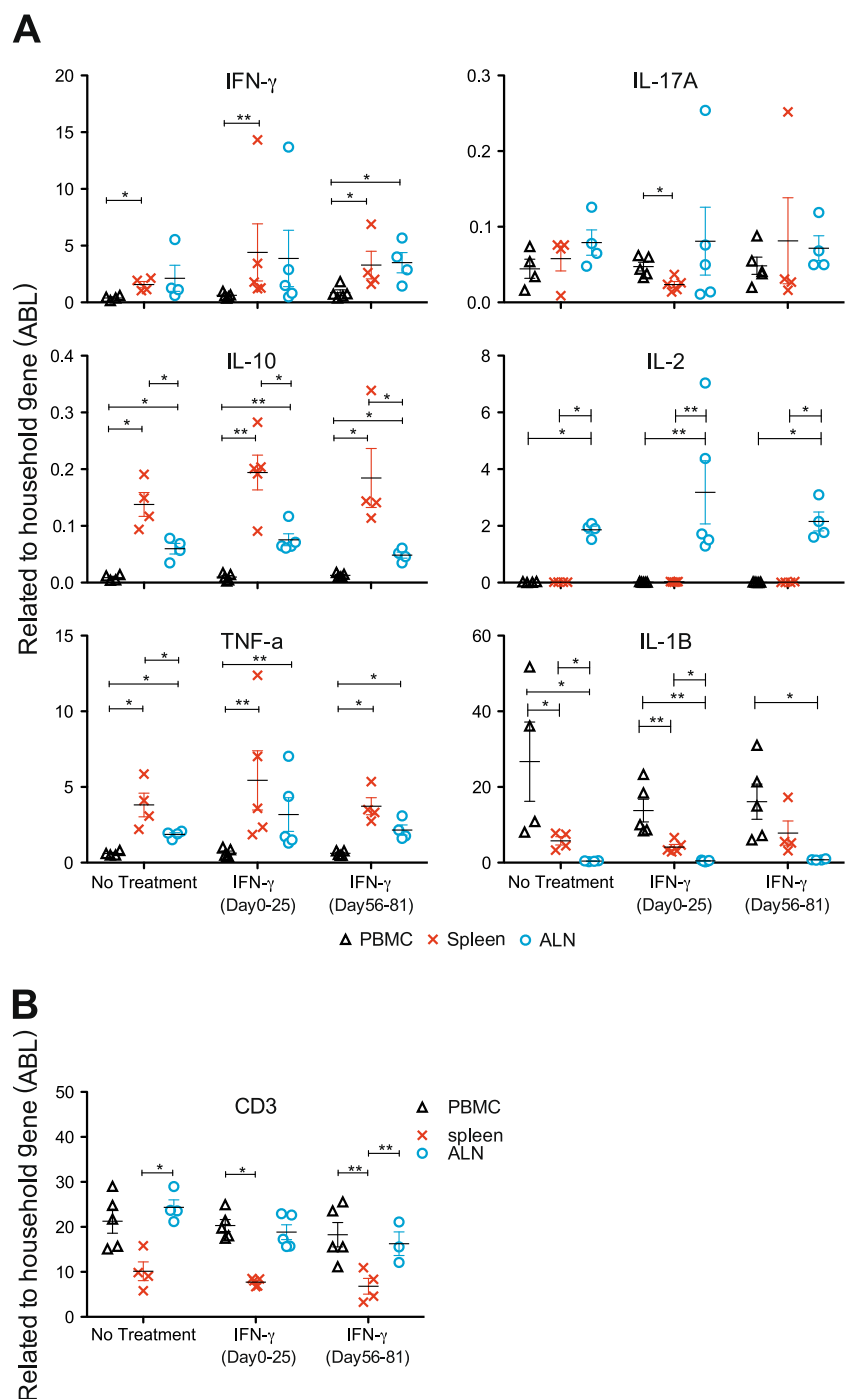 A
Related to household gene (ABL)
IFN-γ
20
15
10
5
0
*
**
*
*
IL-17A
0.3
0.2
0.1
0.0
*
IL-10
0.4
0.3
0.2
0.1
0.0
*
*
*
**
**
*
*
*
*
IL-2
8
6
4
2
0
*
*
**
**
*
*
TNF-a
15
10
5
0
*
*
*
**
**
*
*
No Treatment
IFN-γ
(Day0-25)
IFN-γ
(Day56-81)
IL-1B
60
40
20
0
*
*
*
*
**
**
*
No Treatment
IFN-γ
(Day0-25)
IFN-γ
(Day56-81)
PBMC Spleen ALN
B
Related to household gene (ABL)
CD3
50
40
30
20
10
0
PBMC
spleen
ALN
*
*
**
**
No Treatment
IFN-γ
(Day0-25)
IFN-γ
(Day56-81)